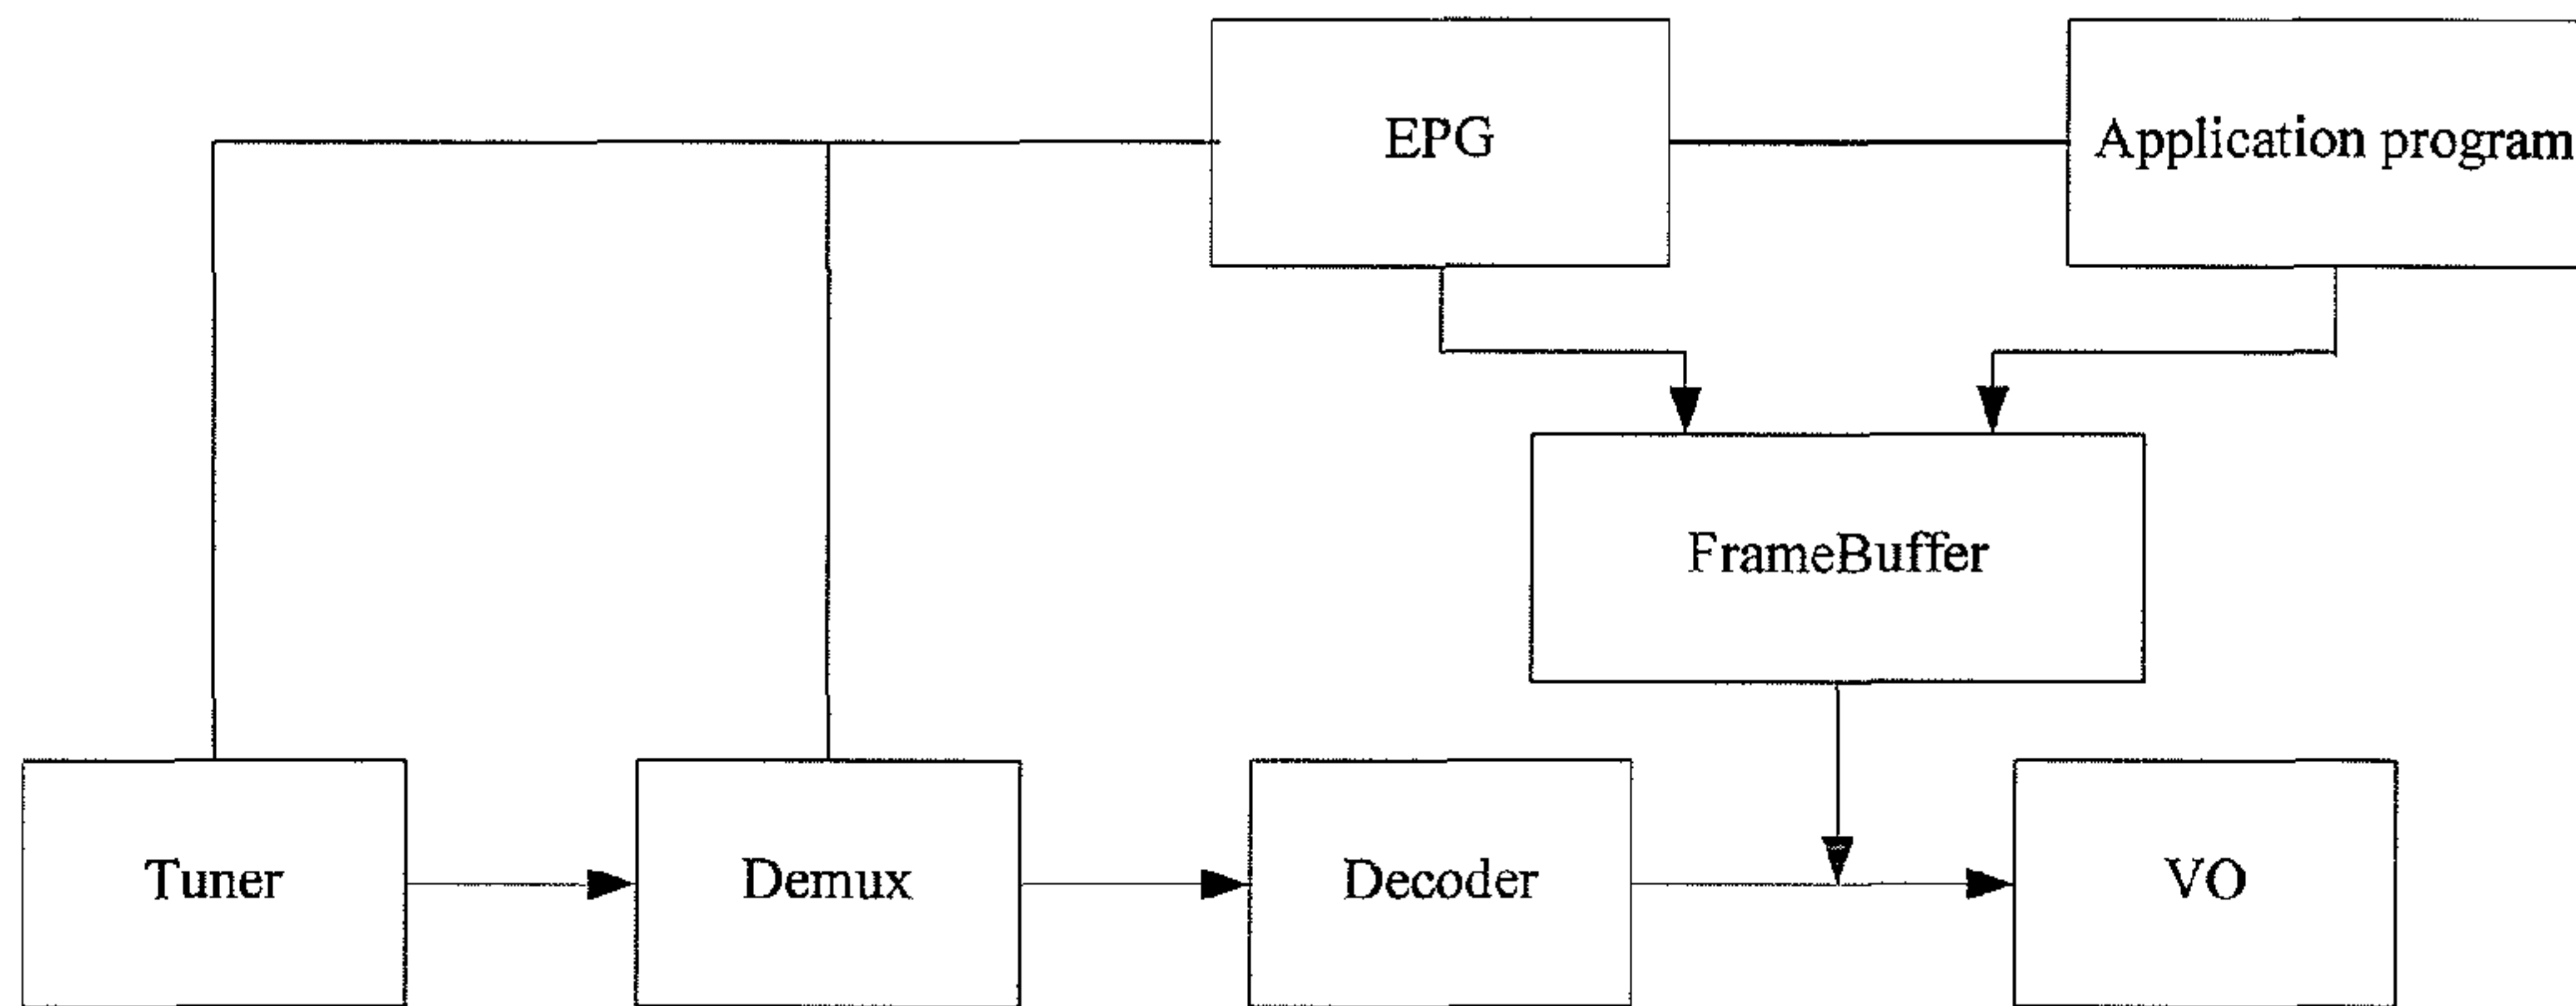 EPG
Application program
FrameBuffer
Tuner
Demux
Decoder
VO